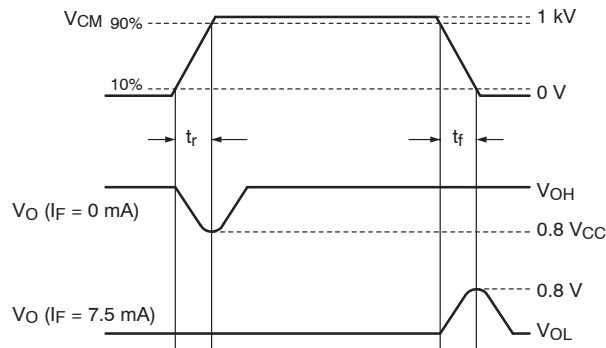 VCM 90% 1 kV
10% 0 V
tr tf
VO (IF = 0 mA) VOH
0.8 VCC
0.8 V
VO (IF = 7.5 mA) VOL